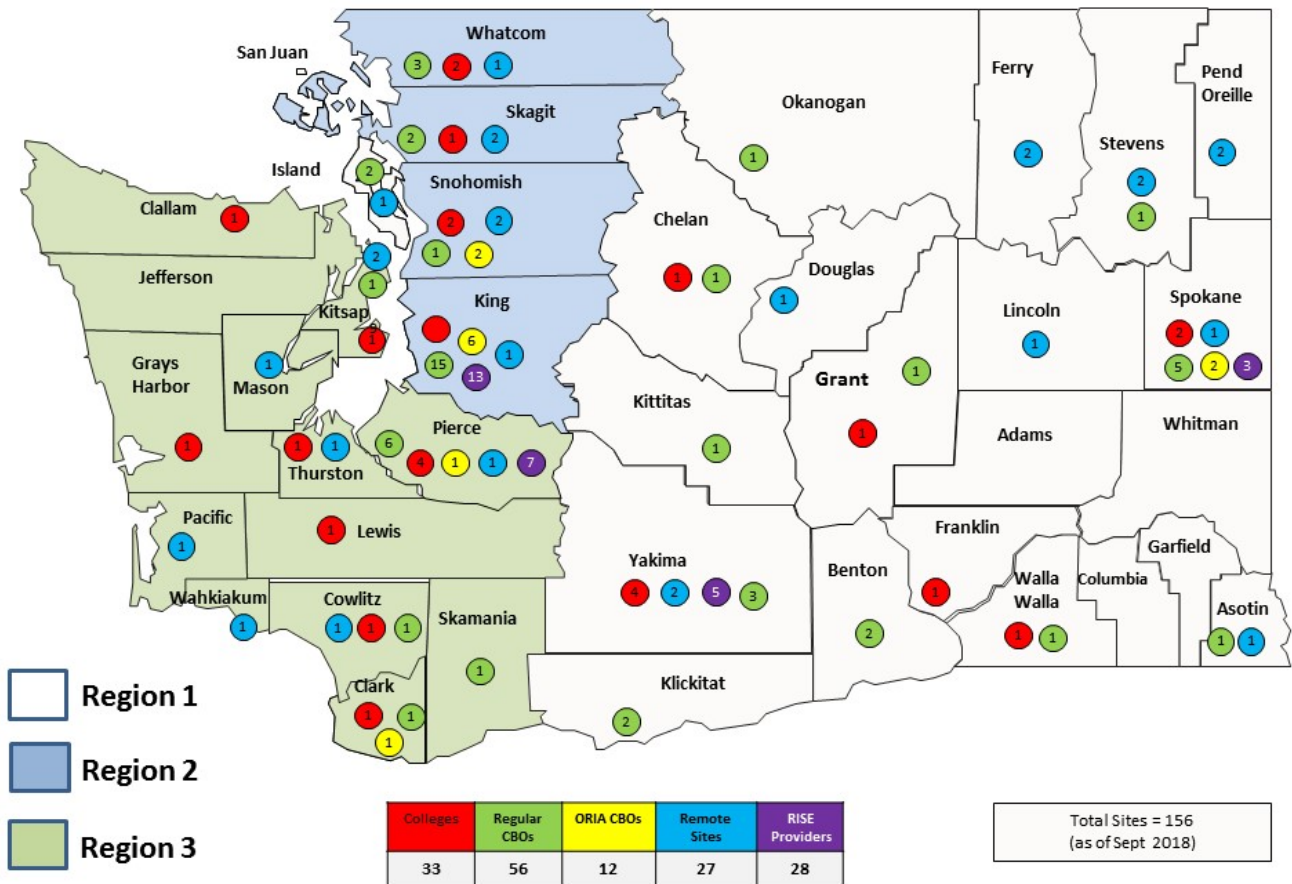 Whatcom
3 2 1
San Juan
Skagit
2 1 2
Island
2
1
Snohomish
2 2
1 2
King
6
15 1
13
Clallam
1
Jefferson
Kitsap
2
1
9
1
Grays
Harbor
1
Mason
1
Thurston
1 1
Pierce
6
4 1 1 7
Pacific
1
Lewis
1
Wahkiakum
1
Cowlitz
1 1 1
Clark
1 1
1
Skamania
1
Okanogan
1
Ferry
2
Stevens
2
1
Pend
Oreille
2
Chelan
1 1
Douglas
1
Grant
1
1
Lincoln
1
Spokane
2 1
5 2 3
Kittitas
1
Adams
Whitman
Yakima
4 2 5 3
Benton
2
Franklin
1
Walla
Walla
1 1
Columbia
Garfield
Asotin
1 1
Klickitat
2
Region 1
Region 2
Region 3
Colleges Regular CBOs ORIA CBOs Remote Sites RISE Providers
33 56 12 27 28
Total Sites = 156
(as of Sept 2018)